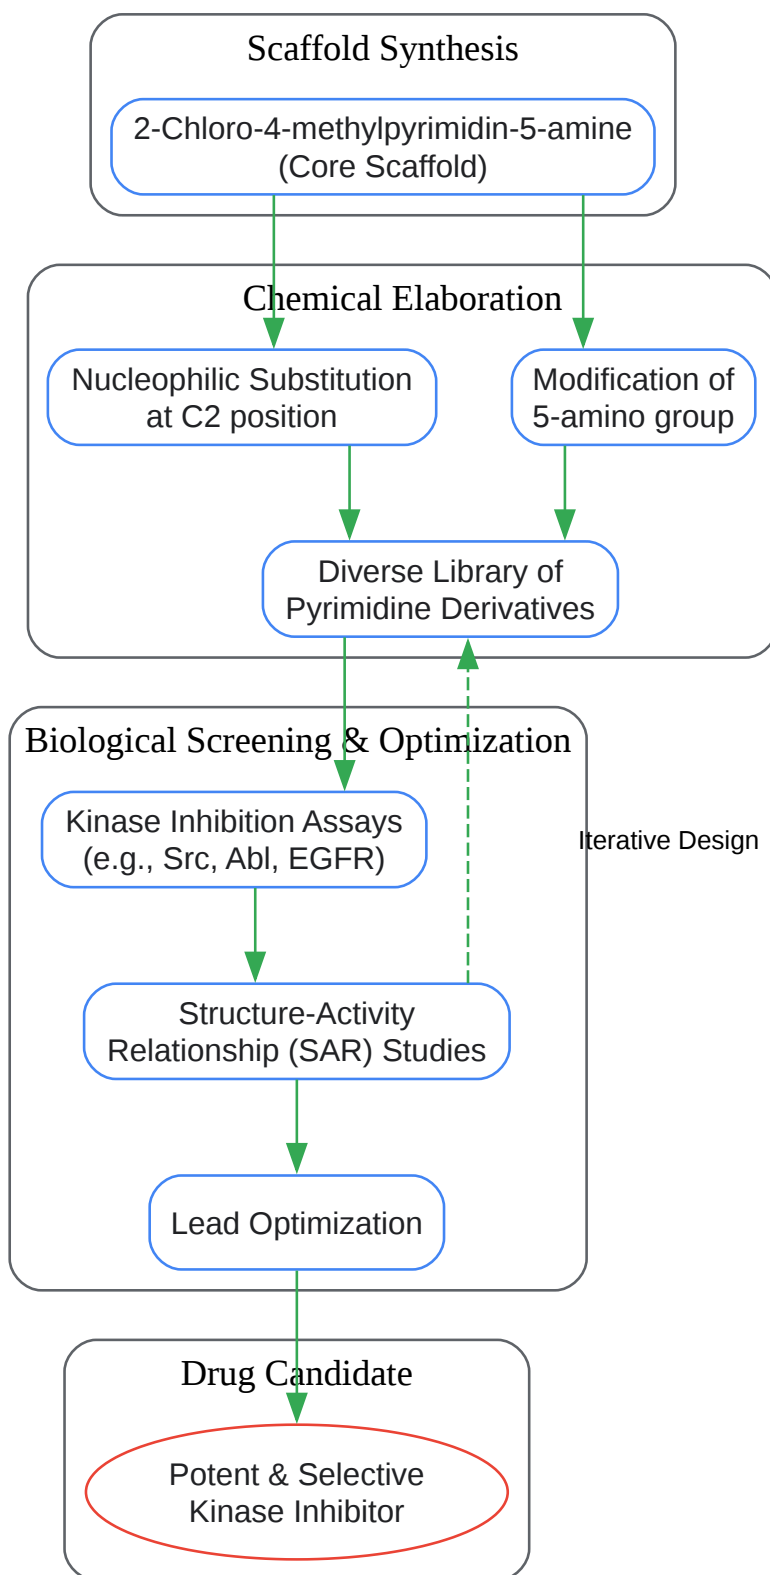 Scaffold Synthesis
2-Chloro-4-methylpyrimidin-5-amine
(Core Scaffold)
Chemical Elaboration
Nucleophilic Substitution
at C2 position
Modification of
5-amino group
Diverse Library of
Pyrimidine Derivatives
Biological Screening & Optimization
Kinase Inhibition Assays
(e.g., Src, Abl, EGFR)
Iterative Design
Structure-Activity
Relationship (SAR) Studies
Lead Optimization
Drug Candidate
Potent & Selective
Kinase Inhibitor